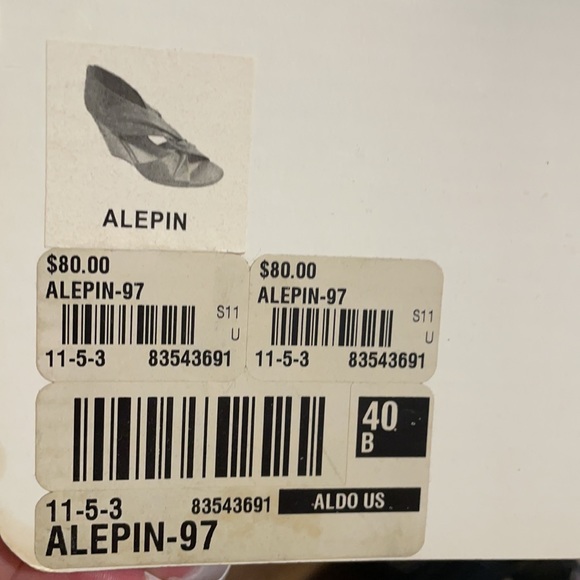 ALEPIN
$80.00
ALEPIN-97
S11
U
11-5-3 83543691
$80.00
ALEPIN-97
S11
U
11-5-3 83543691
40
B
11-5-3 83543691 ALDO US
ALEPIN-97